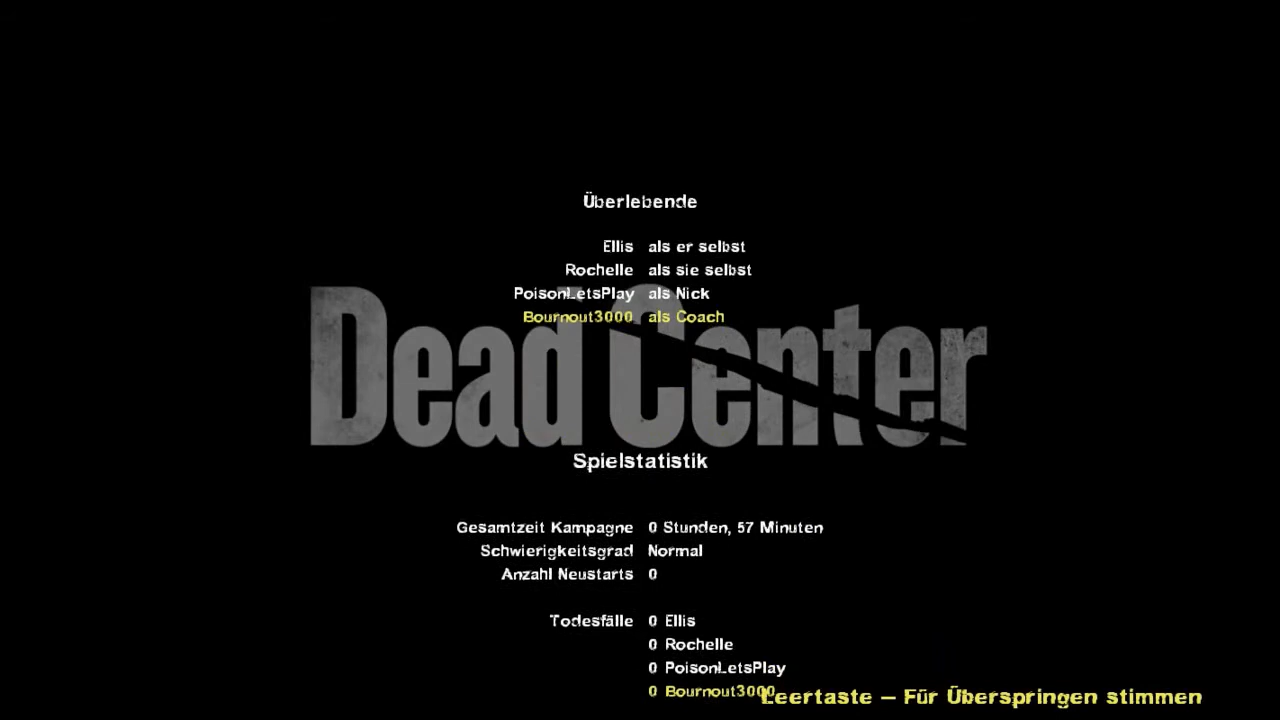 Überlebende
Ellis als er selbst
Rochelle als sie selbst
PoisonLetsPlay als Nick
Bournout3000 als Coach
Dead Center
Spielstatistik
Gesamtzeit Kampagne 0 Stunden, 57 Minuten
Schwierigkeitsgrad Normal
Anzahl Neustarts 0
Todesfälle 0 Ellis
0 Rochelle
0 PoisonLetsPlay
0 Bournout3000
Leertaste – Für Überspringen stimmen